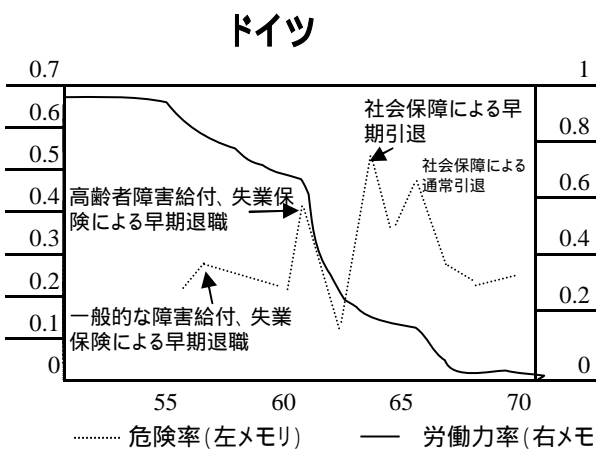 ドイツ
0.7
0.6
0.5
0.4
0.3
0.2
0.1
0
1
0.8
0.6
0.4
0.2
0
社会保障による早
期引退
社会保障による
通常引退
高齢者障害給付、失業保
険による早期退職
一般的な障害給付、失業
保険による早期退職
55 60 65 70
危険率(左メモリ) 労働力率(右メモ